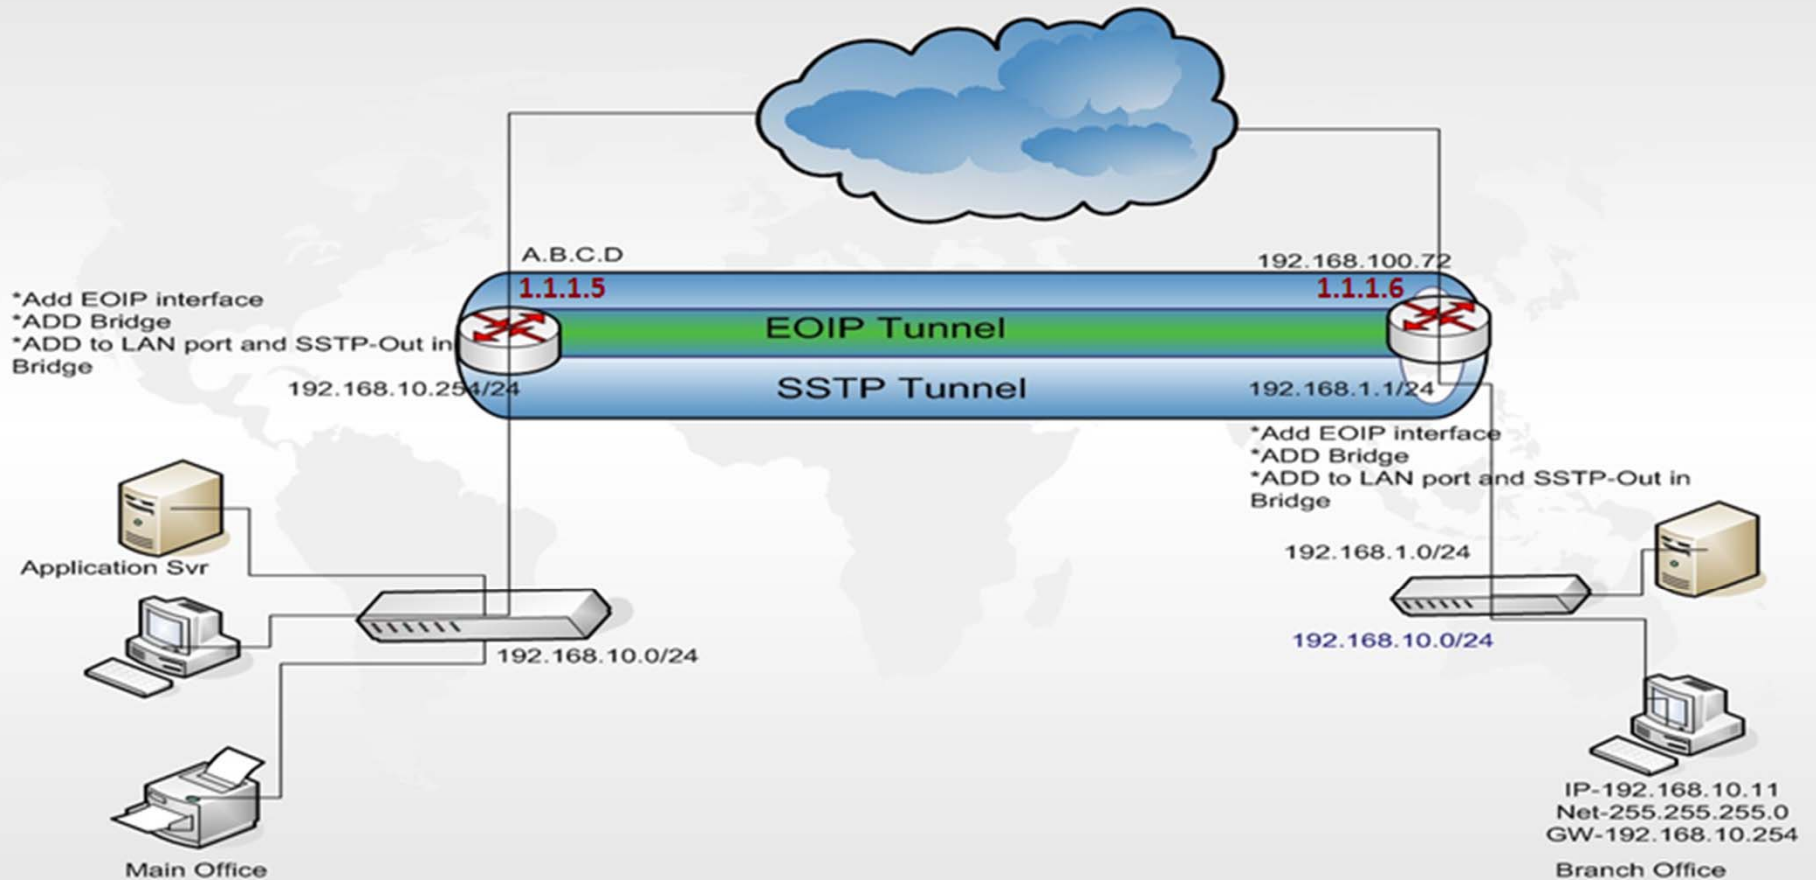 A.B.C.D
192.168.100.72
1.1.1.5
1.1.1.6
*Add EOIP interface
*ADD Bridge
*ADD to LAN port and SSTP-Out in
Bridge
EOIP Tunnel
192.168.10.254/24
SSTP Tunnel
192.168.1.1/24
*Add EOIP interface
*ADD Bridge
*ADD to LAN port and SSTP-Out in
Bridge
Application Svr
192.168.1.0/24
192.168.10.0/24
192.168.10.0/24
IP-192.168.10.11
Net-255.255.255.0
GW-192.168.10.254
Main Office
Branch Office